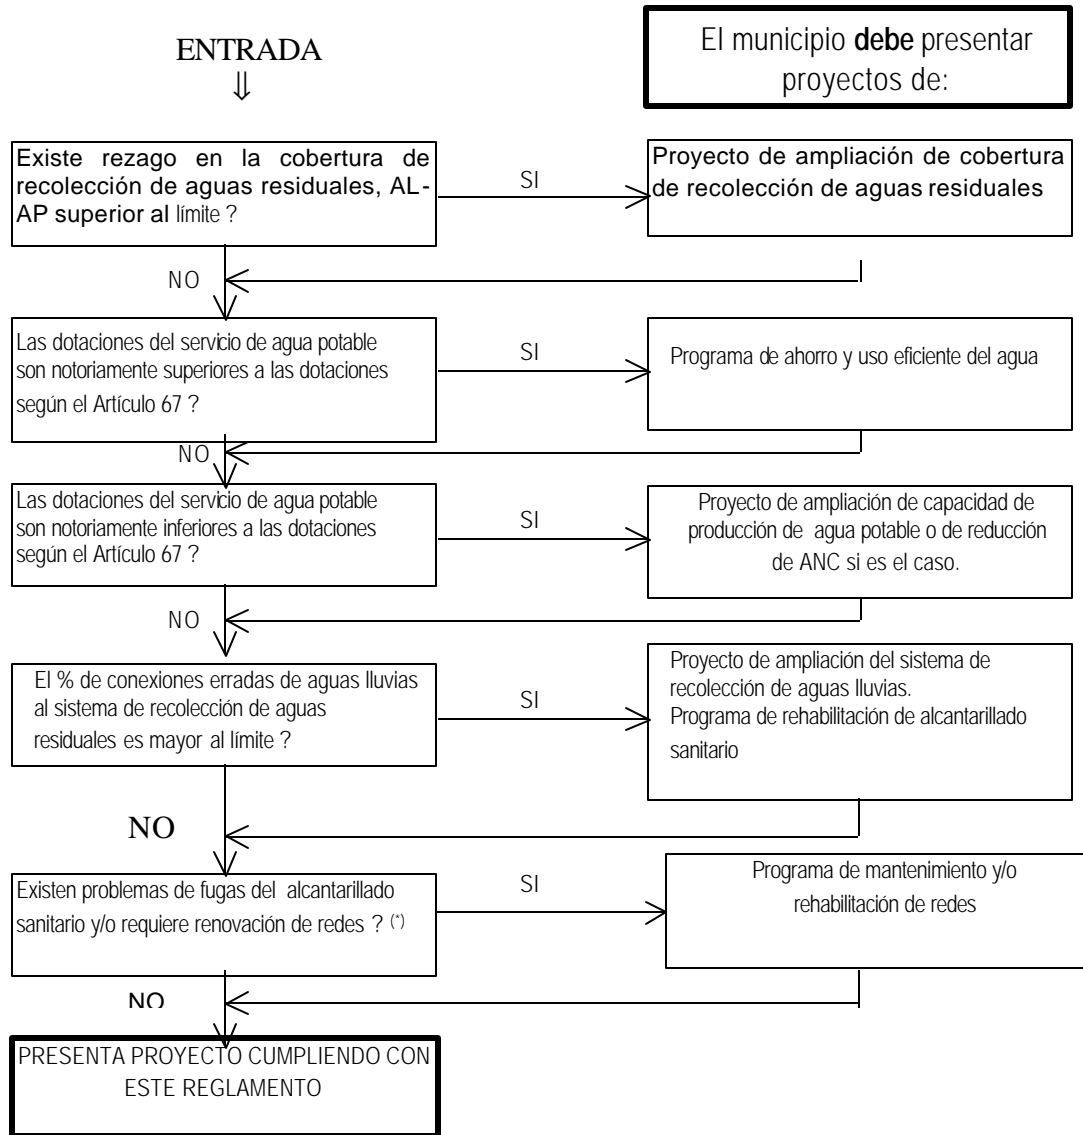 ENTRADA
⇓
El municipio debe presentar
proyectos de:
Existe rezago en la cobertura de
recolección de aguas residuales, AL-
AP superior al límite ?
SI
Proyecto de ampliación de cobertura
de recolección de aguas residuales
NO
Las dotaciones del servicio de agua potable
son notoriamente superiores a las dotaciones
según el Artículo 67 ?
SI
Programa de ahorro y uso eficiente del agua
NO
Las dotaciones del servicio de agua potable
son notoriamente inferiores a las dotaciones
según el Artículo 67 ?
SI
Proyecto de ampliación de capacidad de
producción de agua potable o de reducción
de ANC si es el caso.
NO
El % de conexiones erradas de aguas lluvias
al sistema de recolección de aguas
residuales es mayor al límite ?
SI
Proyecto de ampliación del sistema de
recolección de aguas lluvias.
Programa de rehabilitación de alcantarillado
sanitario
NO
Existen problemas de fugas del alcantarillado
sanitario y/o requiere renovación de redes ? (*)
SI
Programa de mantenimiento y/o
rehabilitación de redes
NO
PRESENTA PROYECTO CUMPLIENDO CON
ESTE REGLAMENTO